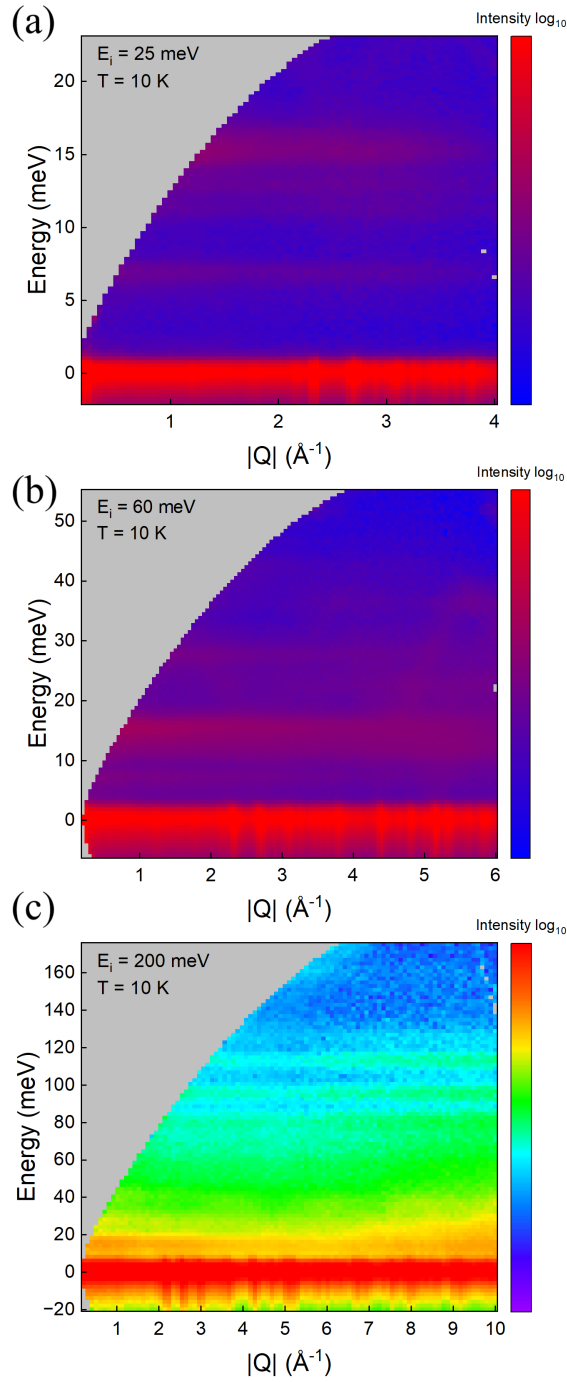 (a)
Intensity log10
Ei = 25 meV
T = 10 K
20
15
10
5
0
Energy (meV)
1 2 3 4
|Q| (Å-1)
(b)
Intensity log10
Ei = 60 meV
T = 10 K
50
40
30
20
10
0
Energy (meV)
1 2 3 4 5 6
|Q| (Å-1)
(c)
Intensity log10
Ei = 200 meV
T = 10 K
160
140
120
100
80
60
40
20
0
−20
Energy (meV)
1 2 3 4 5 6 7 8 9 10
|Q| (Å-1)